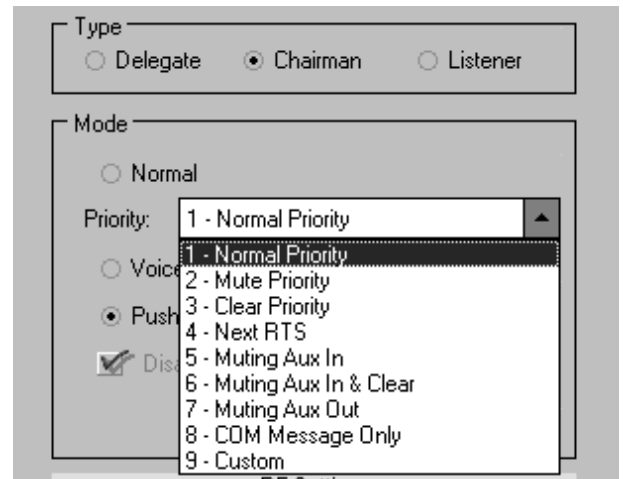 Type
Delegate Chairman Listener
Mode
Normal
Priority: 1 - Normal Priority
1 - Normal Priority
Voice
2 - Mute Priority
3 - Clear Priority
Push
4 - Next RTS
5 - Muting Aux In
6 - Muting Aux In & Clear
7 - Muting Aux Out
8 - COM Message Only
9 - Custom